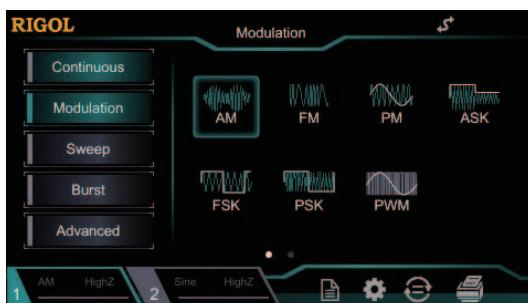 RIGOL
Modulation
Continuous
Modulation
Sweep
Burst
Advanced
AM FM PM ASK
FSK PSK PWM
1 AM HighZ 2 Sine HighZ